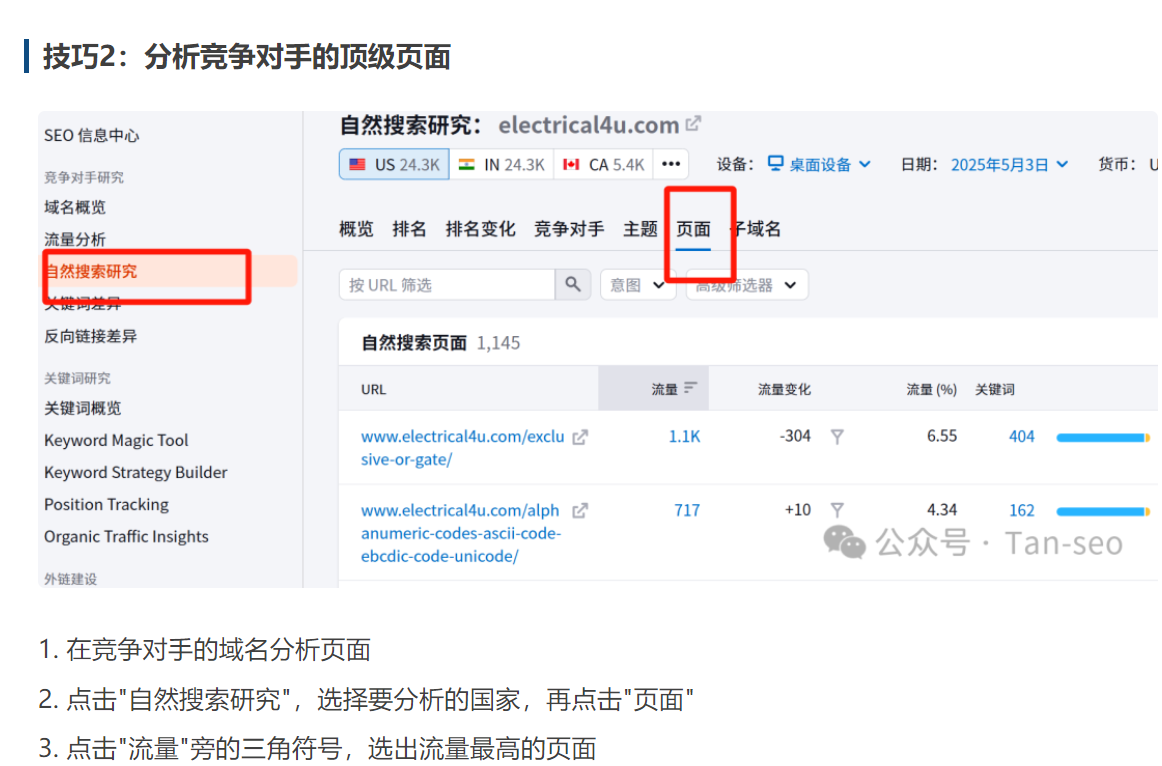 技巧2：分析竞争对手的顶级页面
SEO 信息中心
竞争对手研究
域名概览
流量分析
自然搜索研究
关键词差异
反向链接差异
关键词研究
关键词概览
Keyword Magic Tool
Keyword Strategy Builder
Position Tracking
Organic Traffic Insights
外链建设
自然搜索研究： electrical4u.com
US 24.3K IN 24.3K CA 5.4K ••• 设备： 桌面设备 日期： 2025年5月3日 货币： U
概览 排名 排名变化 竞争对手 主题 页面 子域名
按 URL 筛选 意图 高级筛选器
自然搜索页面 1,145
URL 流量 流量变化 流量 (%) 关键词
www.electrical4u.com/exclu 1.1K -304 6.55 404
sive-or-gate/
www.electrical4u.com/alph 717 +10 4.34 162
anumeric-codes-ascii-code-
ebcdic-code-unicode/
公众号 · Tan-seo
1. 在竞争对手的域名分析页面
2. 点击"自然搜索研究"，选择要分析的国家，再点击"页面"
3. 点击"流量"旁的三角符号，选出流量最高的页面